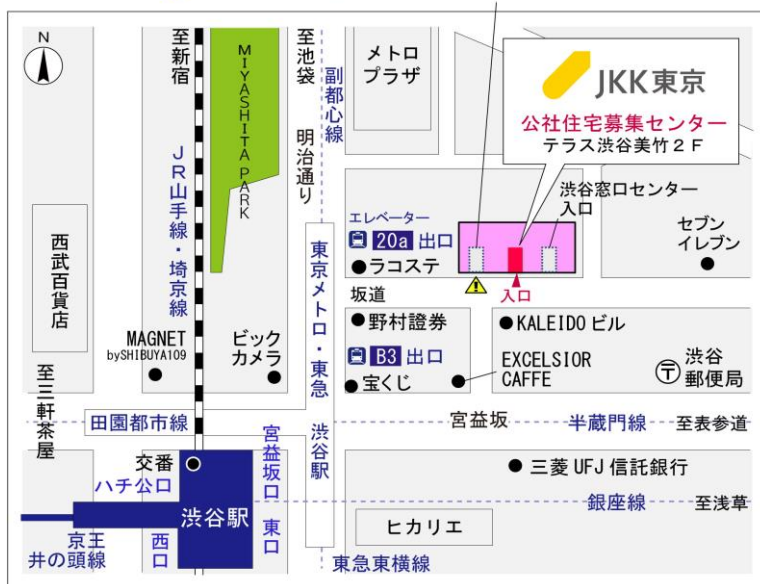 N
至新宿
MIYASHITA PARK
至池袋
副都心線
明治通り
メトロ
プラザ
JKK東京
公社住宅募集センター
テラス渋谷美竹2F
JR山手線・埼京線
西武百貨店
エレベーター
20a 出口
ラコステ
渋谷窓口センター
入口
セブン
イレブン
入口
坂道
東京メトロ・東急 渋谷駅
野村證券
KALEIDO ビル
MAGNET
bySHIBUYA109
ビック
カメラ
B3 出口
宝くじ
EXCELSIOR
CAFFE
〒
渋谷
郵便局
至三軒茶屋
田園都市線
宮益坂
半蔵門線
至表参道
交番
ハチ公口
宮益坂口
三菱 UFJ 信託銀行
渋谷駅
銀座線
至浅草
京王
井の頭線
西口
東口
ヒカリエ
東急東横線